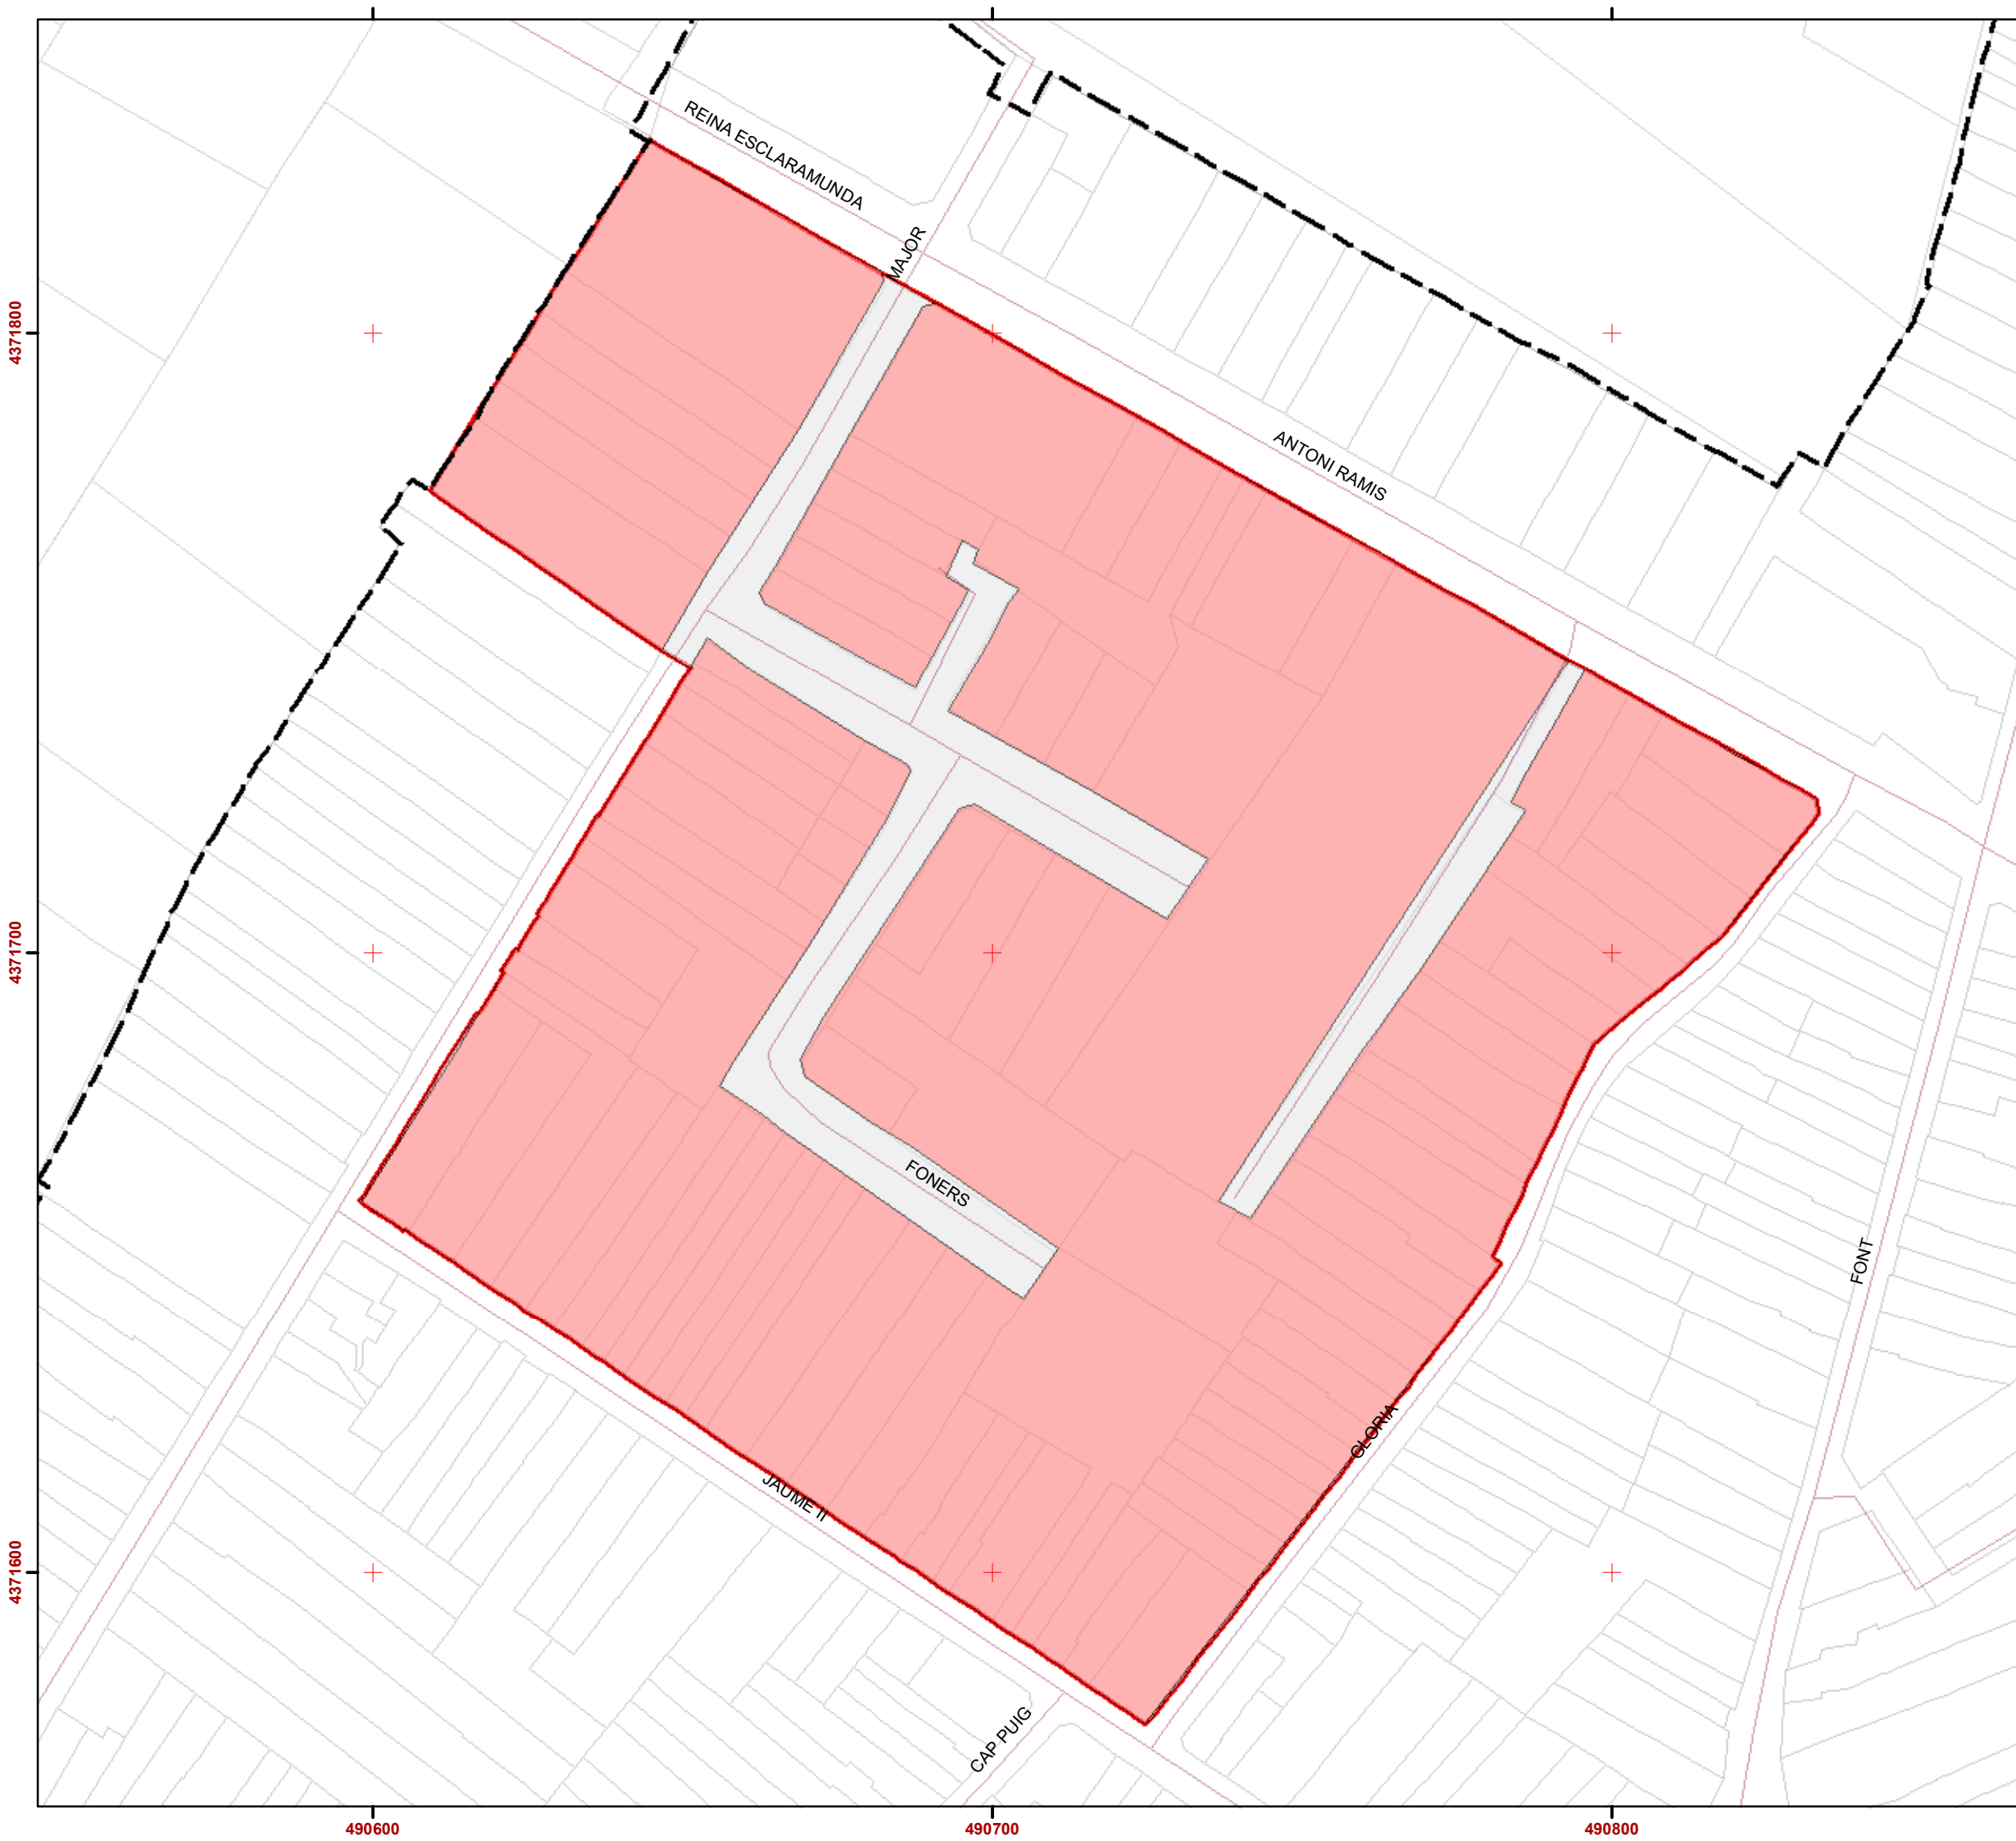 REINA ESCLARAMUNDA
MAJOR
4371800
ANTONI RAMIS
4371700
FONERS
FONT
GLORIA
JAUME II
4371600
CAP PUIG
490600
490700
490800